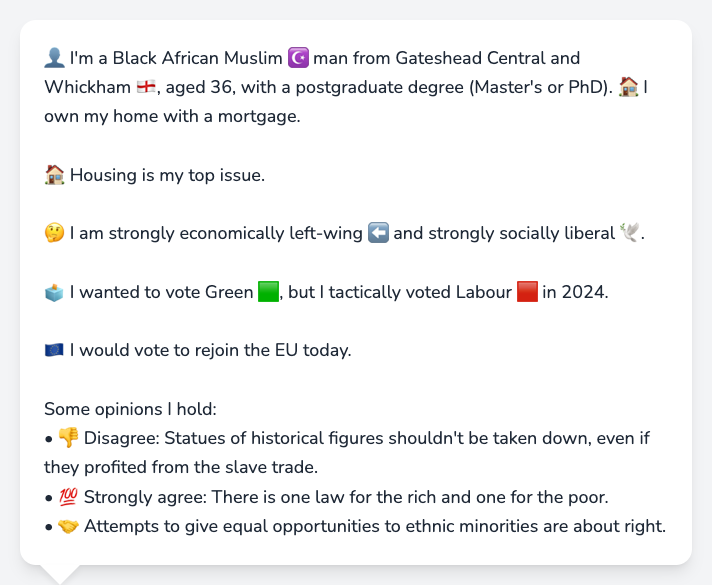 👤 I'm a Black African Muslim ☪️ man from Gateshead Central and
Whickham 🏴󠁧󠁢󠁥󠁮󠁧󠁿, aged 36, with a postgraduate degree (Master's or PhD). 🏠 I
own my home with a mortgage.
🏠 Housing is my top issue.
🤔 I am strongly economically left-wing ⬅️ and strongly socially liberal 🕊️.
🗳️ I wanted to vote Green 🟩, but I tactically voted Labour 🟥 in 2024.
🇪🇺 I would vote to rejoin the EU today.
Some opinions I hold:
• 👎 Disagree: Statues of historical figures shouldn't be taken down, even if
they profited from the slave trade.
• 💯 Strongly agree: There is one law for the rich and one for the poor.
• 🤝 Attempts to give equal opportunities to ethnic minorities are about right.